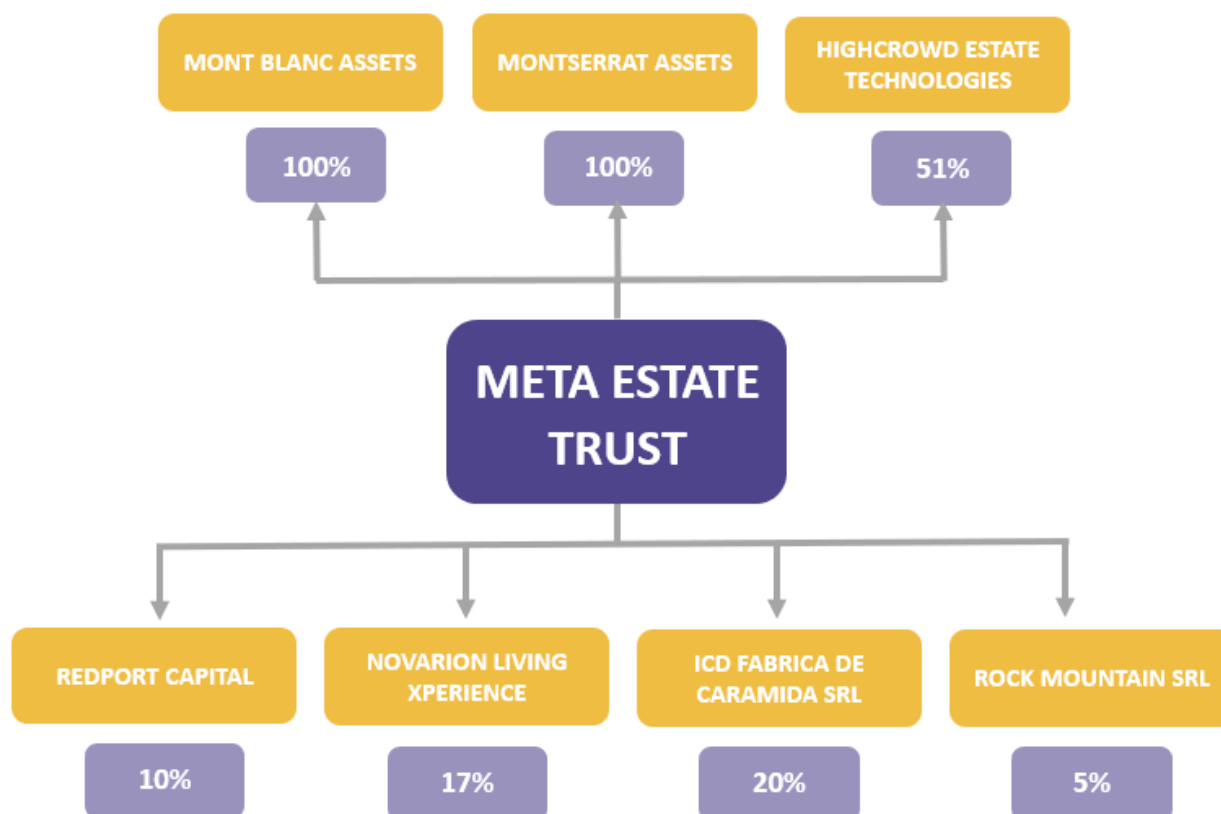 MONT BLANC ASSETS
MONTSERRAT ASSETS
HIGHCROWD ESTATE
TECHNOLOGIES
100%
100%
51%
META ESTATE
TRUST
REDPORT CAPITAL
NOVARION LIVING
XPERIENCE
ICD FABRICA DE
CARAMIDA SRL
ROCK MOUNTAIN SRL
10%
17%
20%
5%